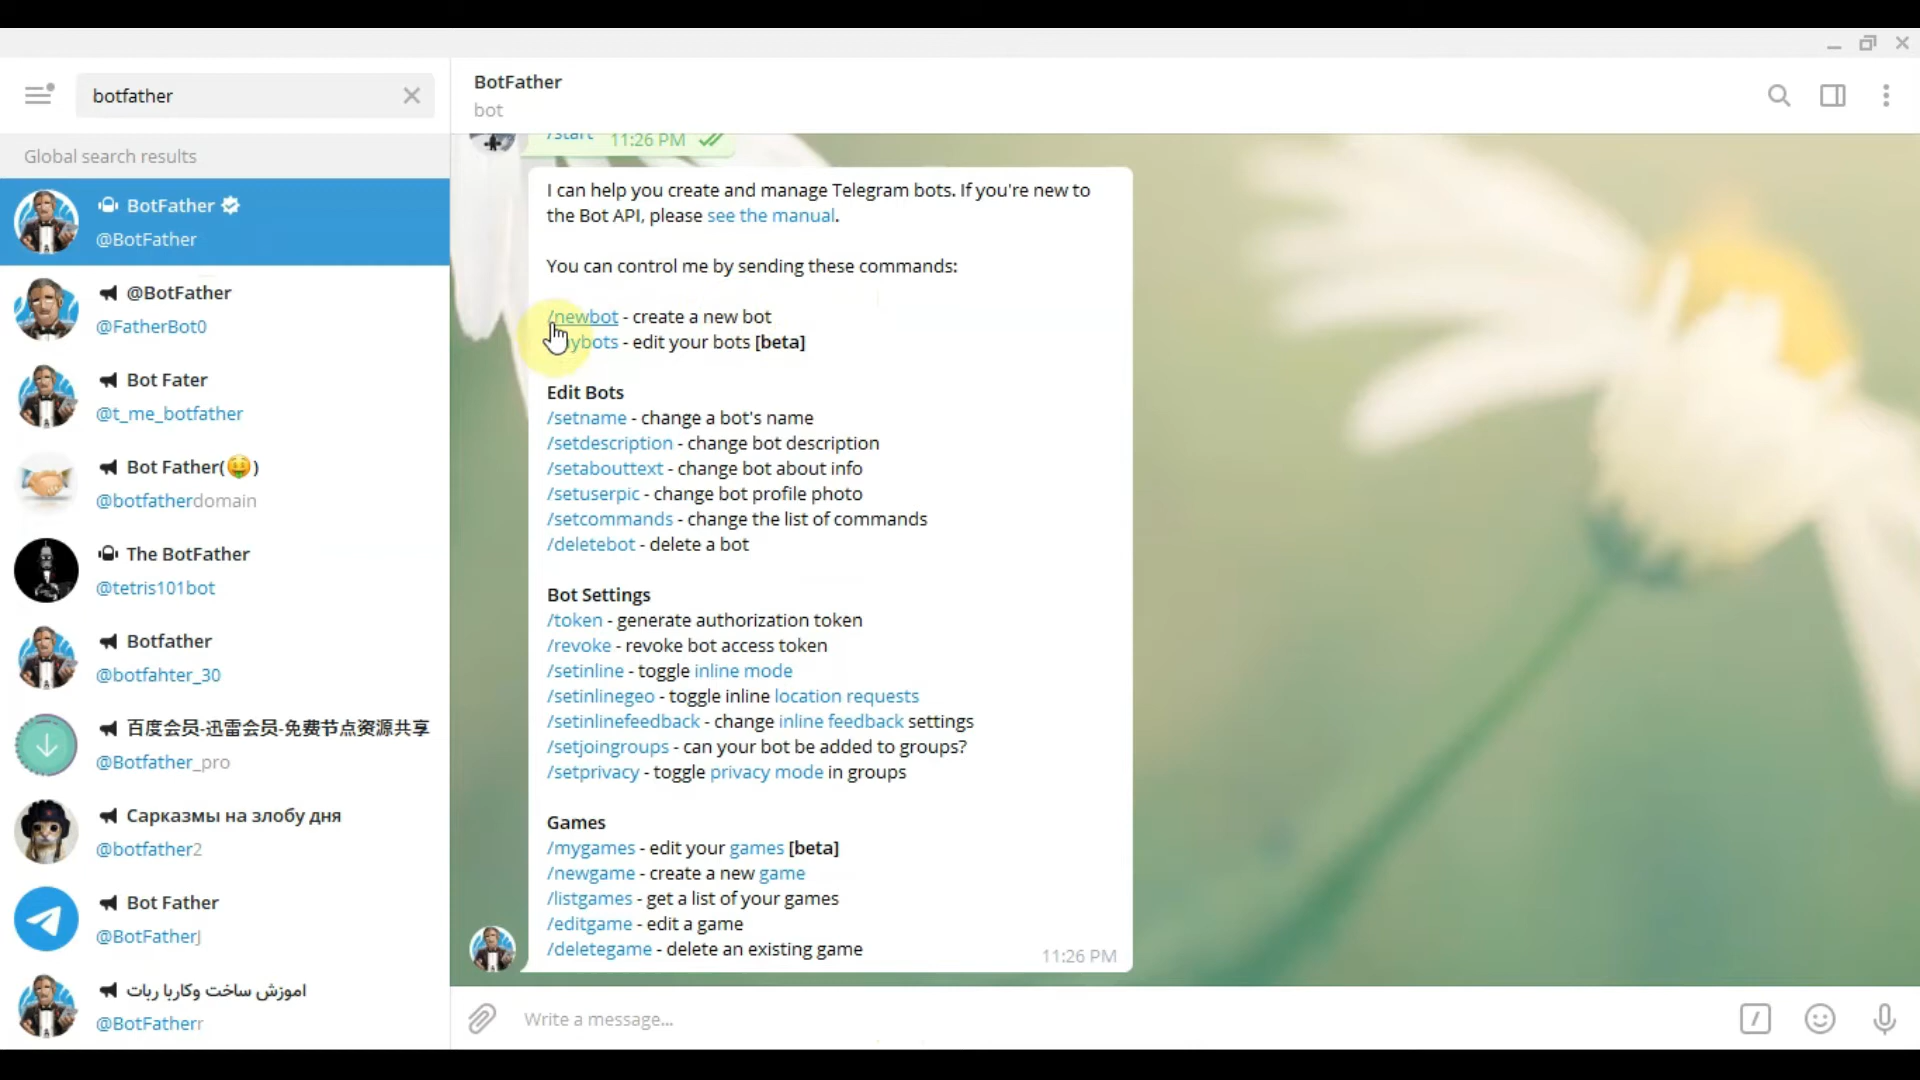 botfather
Global search results
BotFather
@BotFather
@BotFather
@FatherBot0
Bot Fater
@t_me_botfather
Bot Father(🤑)
@botfatherdomain
The BotFather
@tetris101bot
Botfather
@botfahter_30
百度会员-迅雷会员-免费节点资源共享
@Botfather_pro
Сарказмы на злобу дня
@botfather2
Bot Father
@BotFatherJ
اموزش ساخت وکاربا ربات
@BotFatherr
BotFather
bot
/start 11:26 PM
I can help you create and manage Telegram bots. If you're new to
the Bot API, please see the manual.
You can control me by sending these commands:
/newbot - create a new bot
ybots - edit your bots [beta]
Edit Bots
/setname - change a bot's name
/setdescription - change bot description
/setabouttext - change bot about info
/setuserpic - change bot profile photo
/setcommands - change the list of commands
/deletebot - delete a bot
Bot Settings
/token - generate authorization token
/revoke - revoke bot access token
/setinline - toggle inline mode
/setinlinegeo - toggle inline location requests
/setinlinefeedback - change inline feedback settings
/setjoingroups - can your bot be added to groups?
/setprivacy - toggle privacy mode in groups
Games
/mygames - edit your games [beta]
/newgame - create a new game
/listgames - get a list of your games
/editgame - edit a game
/deletegame - delete an existing game
11:26 PM
Write a message...